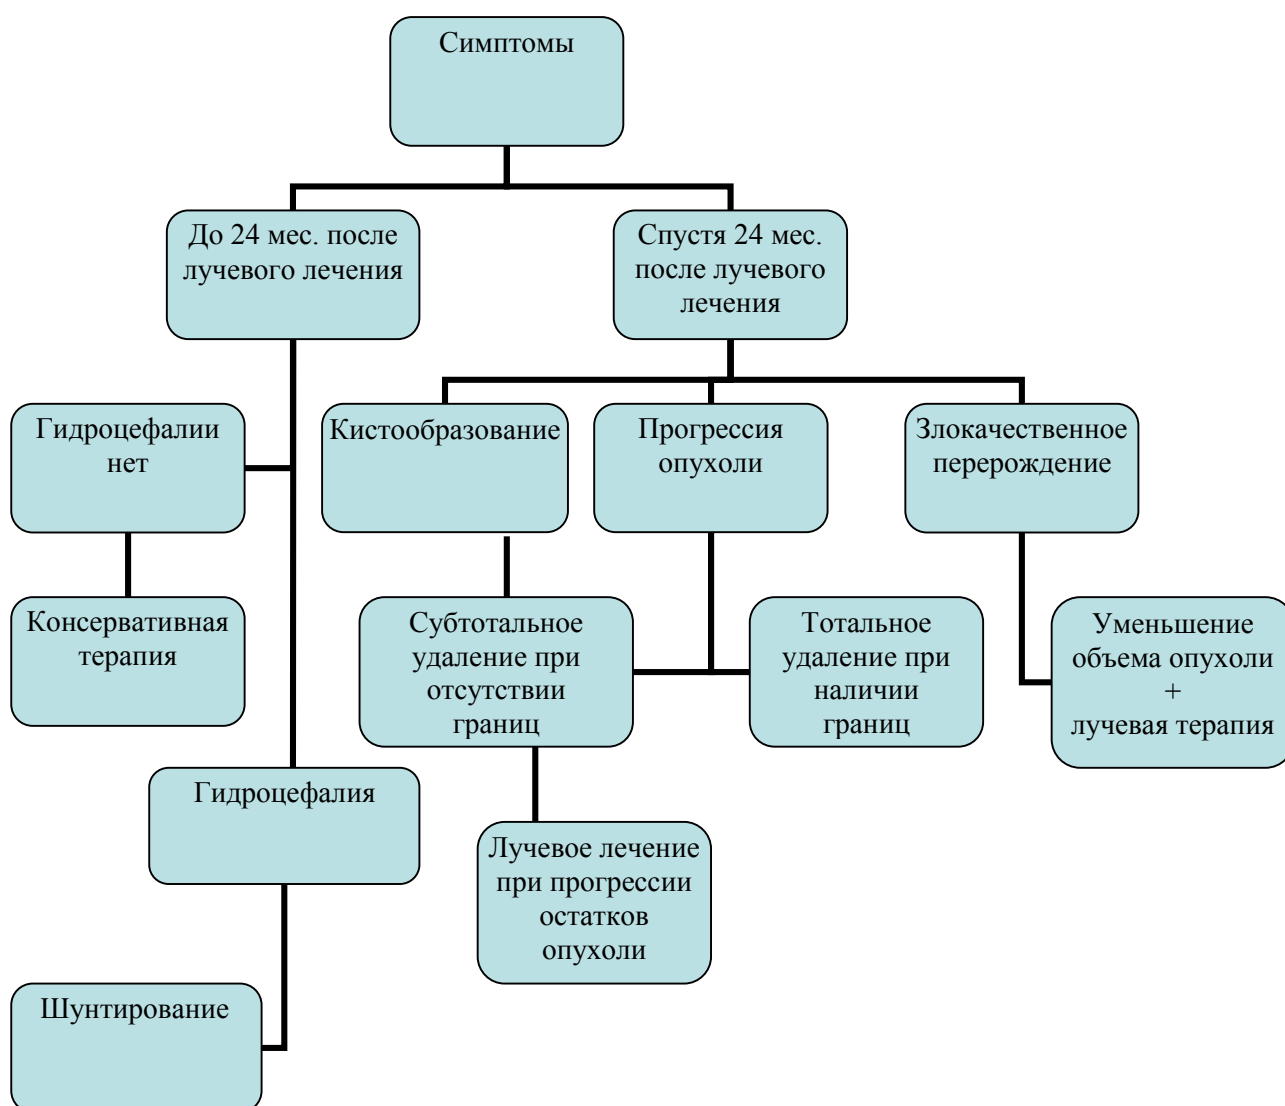 Симптомы
До 24 мес. после
лучевого лечения
Спустя 24 мес.
после лучевого
лечения
Гидроцефалии
нет
Кистообразование
Прогрессия
опухоли
Злокачественное
перерождение
Консервативная
терапия
Субтотальное
удаление при
отсутствии
границ
Тотальное
удаление при
наличии
границ
Уменьшение
объема опухоли
+
лучевая терапия
Гидроцефалия
Лучевое лечение
при прогрессии
остатков
опухоли
Шунтирование